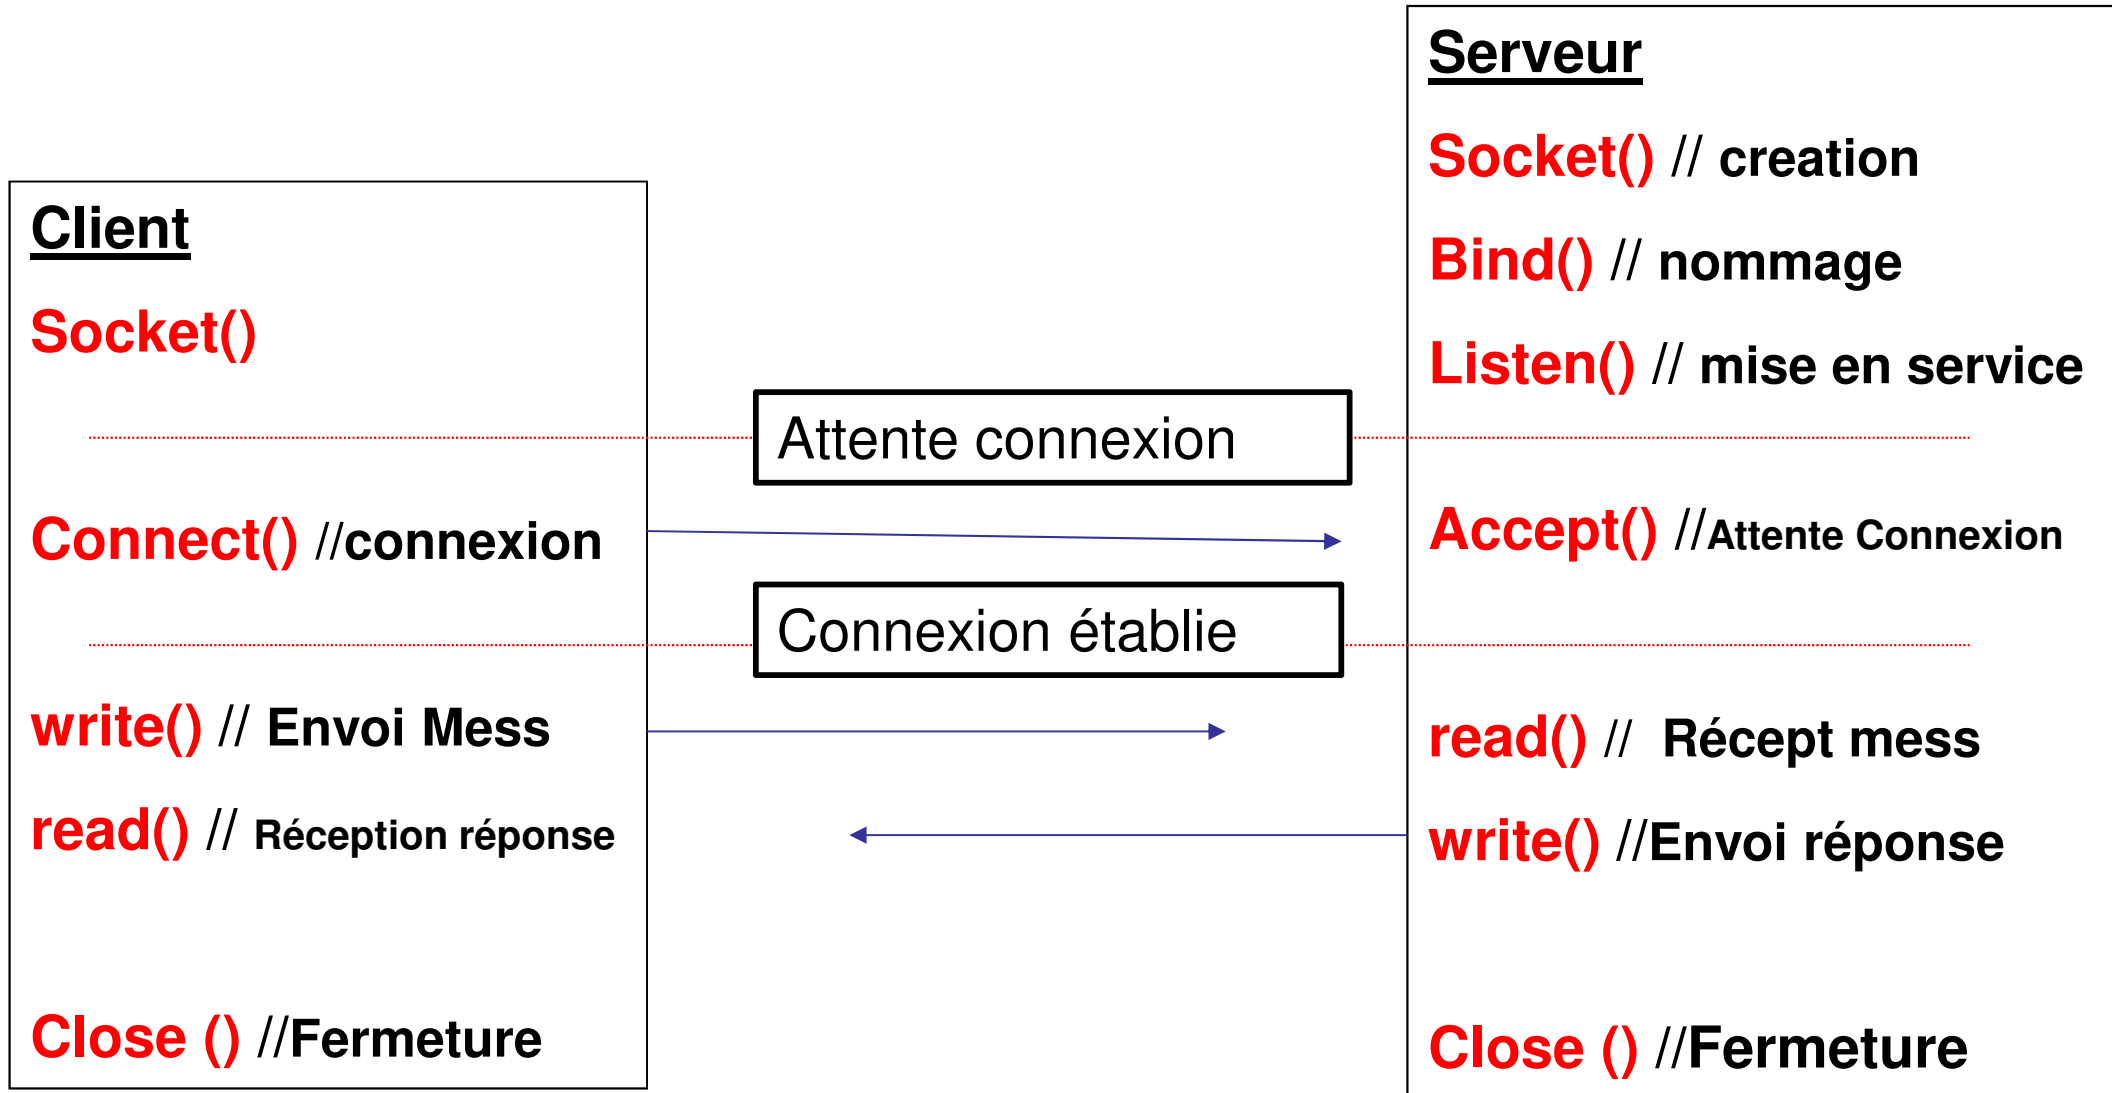 Client
Socket()
Connect() //connexion
write() // Envoi Mess
read() // Réception réponse
Close () //Fermeture
Attente connexion
Connexion établie
Serveur
Socket() // creation
Bind() // nommage
Listen() // mise en service
Accept() //Attente Connexion
read() // Récept mess
write() //Envoi réponse
Close () //Fermeture